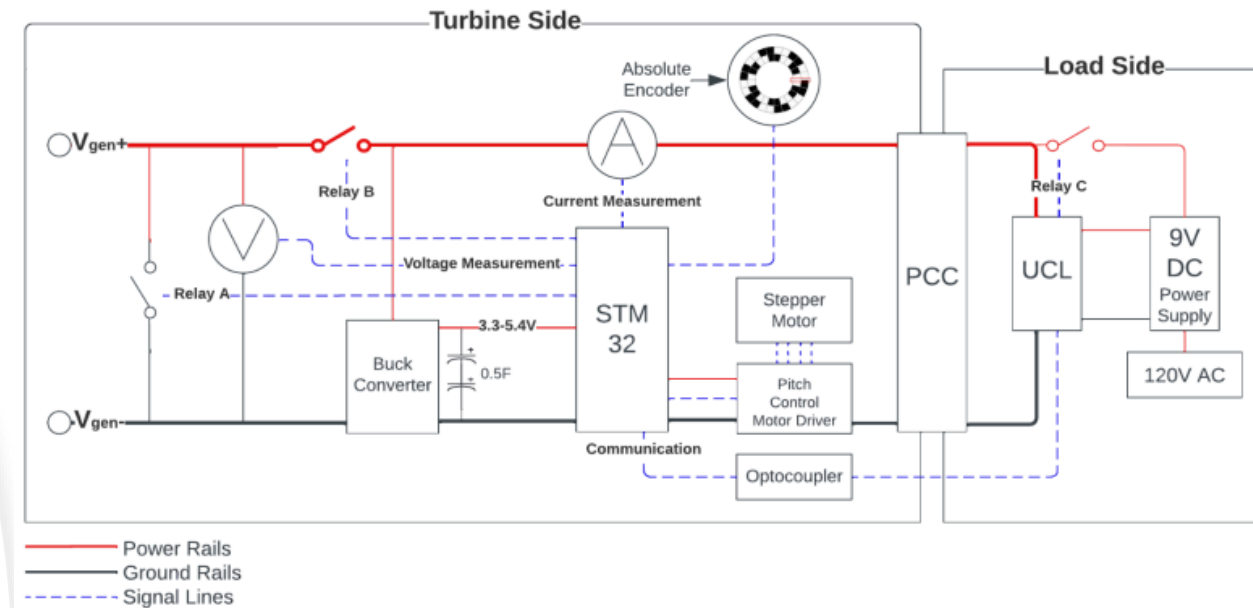 Turbine Side
Load Side
Absolute
Encoder
Vgen+
A
Relay B
Current Measurement
Relay C
V
Voltage Measurement
Relay A
PCC
UCL
9V
DC
Power
Supply
STM
32
Stepper
Motor
3.3-5.4V
Buck
Converter
+
+
0.5F
Pitch
Control
Motor Driver
120V AC
Vgen-
Communication
Optocoupler
Power Rails
Ground Rails
Signal Lines